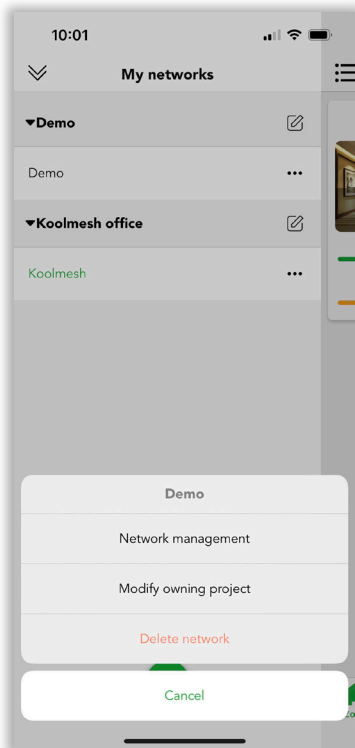 10:01
My networks
Demo
Demo
Koolmesh office
Koolmesh
Demo
Network management
Modify owning project
Delete network
Cancel